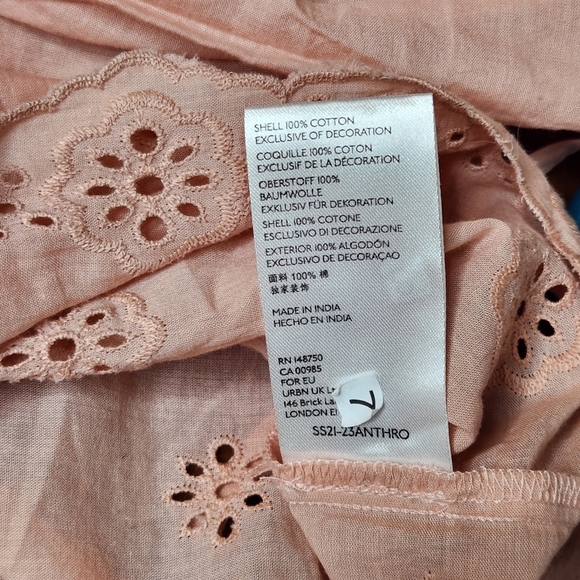 SHELL 100% COTTON
EXCLUSIVE OF DECORATION
COQUILLE 100% COTON
EXCLUSIF DE LA DÉCORATION
OBERSTOFF 100%
BAUMWOLLE
EXKLUSIV FÜR DEKORATION
SHELL 100% COTONE
ESCLUSIVO DI DECORAZIONE
EXTERIOR 100% ALGODÓN
EXCLUSIVO DE DECORAÇAO
面料 100% 棉
独家装饰
MADE IN INDIA
HECHO EN INDIA
RN 148750
CA 00985
FOR EU
URBN UK
146 Brick
LONDON
7
SS21-23ANTHRO